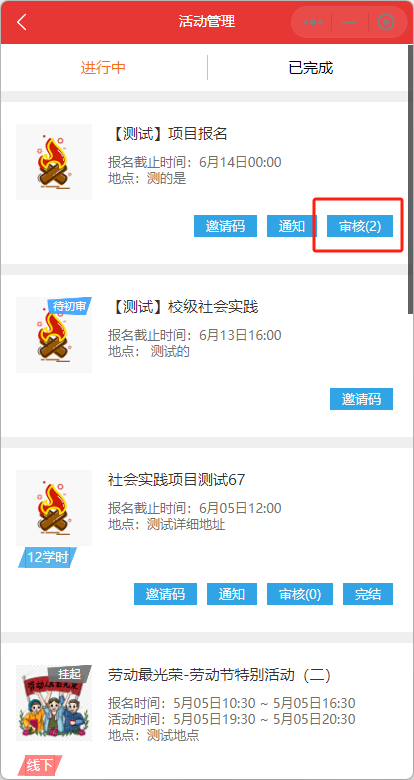 活动管理
进行中
已完成
【测试】项目报名
报名截止时间：6月14日00:00
地点：测的是
邀请码
通知
审核(2)
待初审
【测试】校级社会实践
报名截止时间：6月13日16:00
地点： 测试的
邀请码
社会实践项目测试67
报名截止时间：6月05日12:00
地点：测试详细地址
12学时
邀请码
通知
审核(0)
完结
挂起
劳动最光荣-劳动节特别活动（二）
报名时间：5月05日10:30 ~ 5月05日16:30
活动时间：5月05日19:30 ~ 5月05日20:30
地点：测试地点
线下